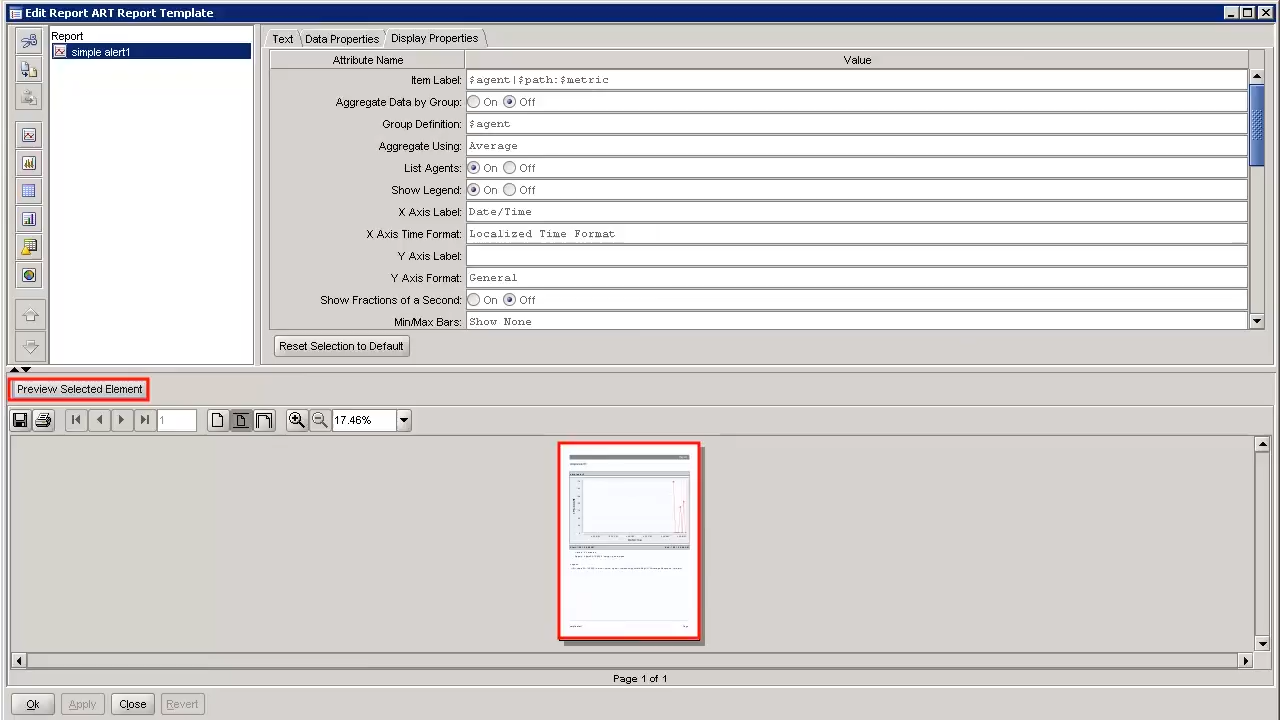 Edit Report ART Report Template
Report
simple alert1
Text Data Properties Display Properties
Attribute Name Value
Item Label: $agent|$path:$metric
Aggregate Data by Group: On Off
Group Definition: $agent
Aggregate Using: Average
List Agents: On Off
Show Legend: On Off
X Axis Label: Date/Time
X Axis Time Format: Localized Time Format
Y Axis Label:
Y Axis Format: General
Show Fractions of a Second: On Off
Min/Max Bars: Show None
Reset Selection to Default
Preview Selected Element
1 17.46%
Page 1 of 1
Ok Apply Close Revert